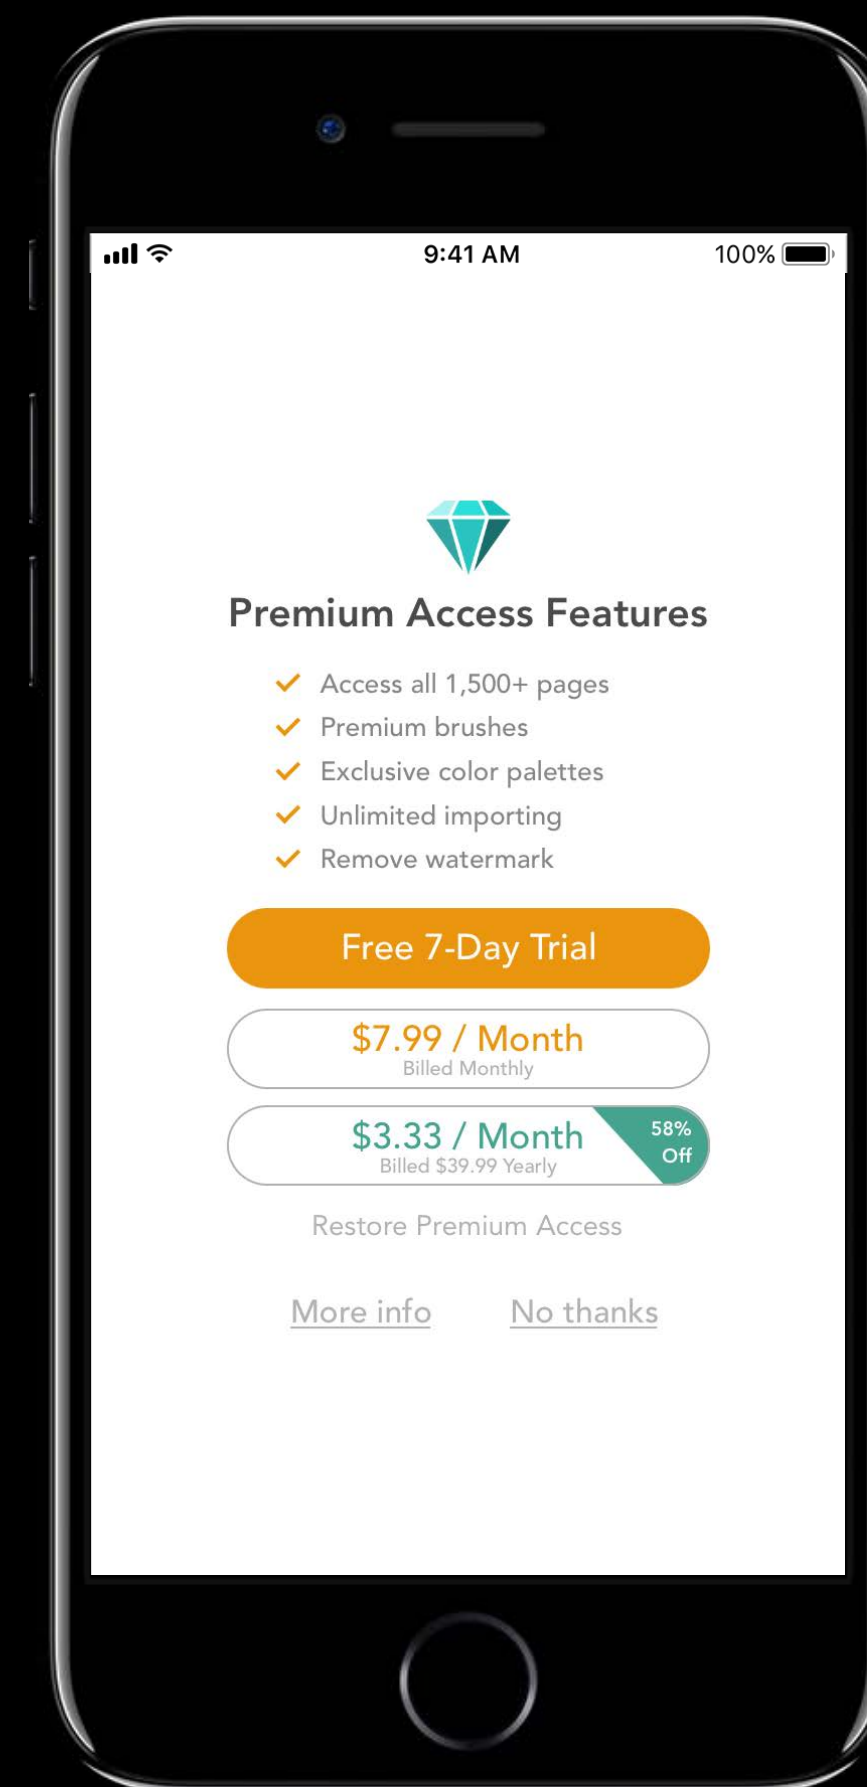 9:41 AM 100%
Premium Access Features
Access all 1,500+ pages
Premium brushes
Exclusive color palettes
Unlimited importing
Remove watermark
Free 7-Day Trial
$7.99 / Month
Billed Monthly
$3.33 / Month
Billed $39.99 Yearly
58%
Off
Restore Premium Access
More info No thanks